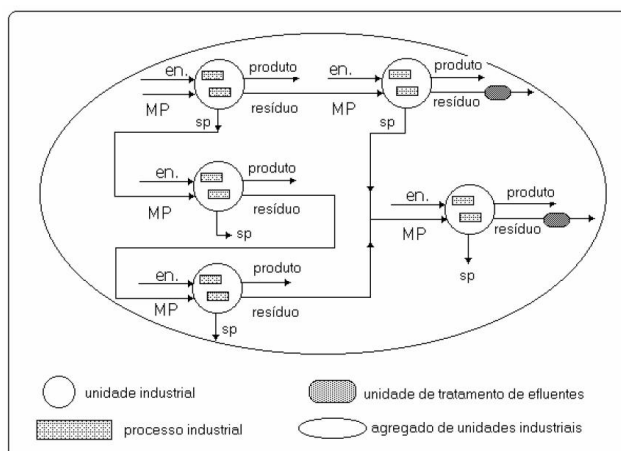 en.
produto
MP
resíduo
sp
en.
produto
MP
resíduo
sp
en.
produto
MP
resíduo
sp
en.
produto
MP
resíduo
sp
en.
produto
MP
resíduo
sp
unidade industrial
unidade de tratamento de efluentes
processo industrial
agregado de unidades industriais